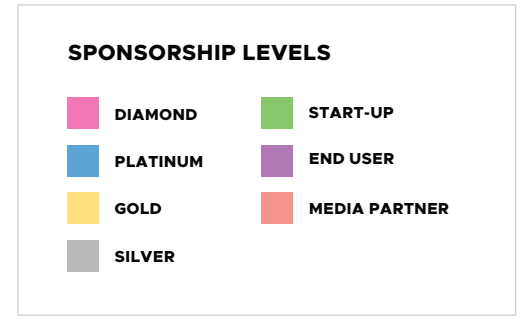 SPONSORSHIP LEVELS
DIAMOND
PLATINUM
GOLD
SILVER
START-UP
END USER
MEDIA PARTNER